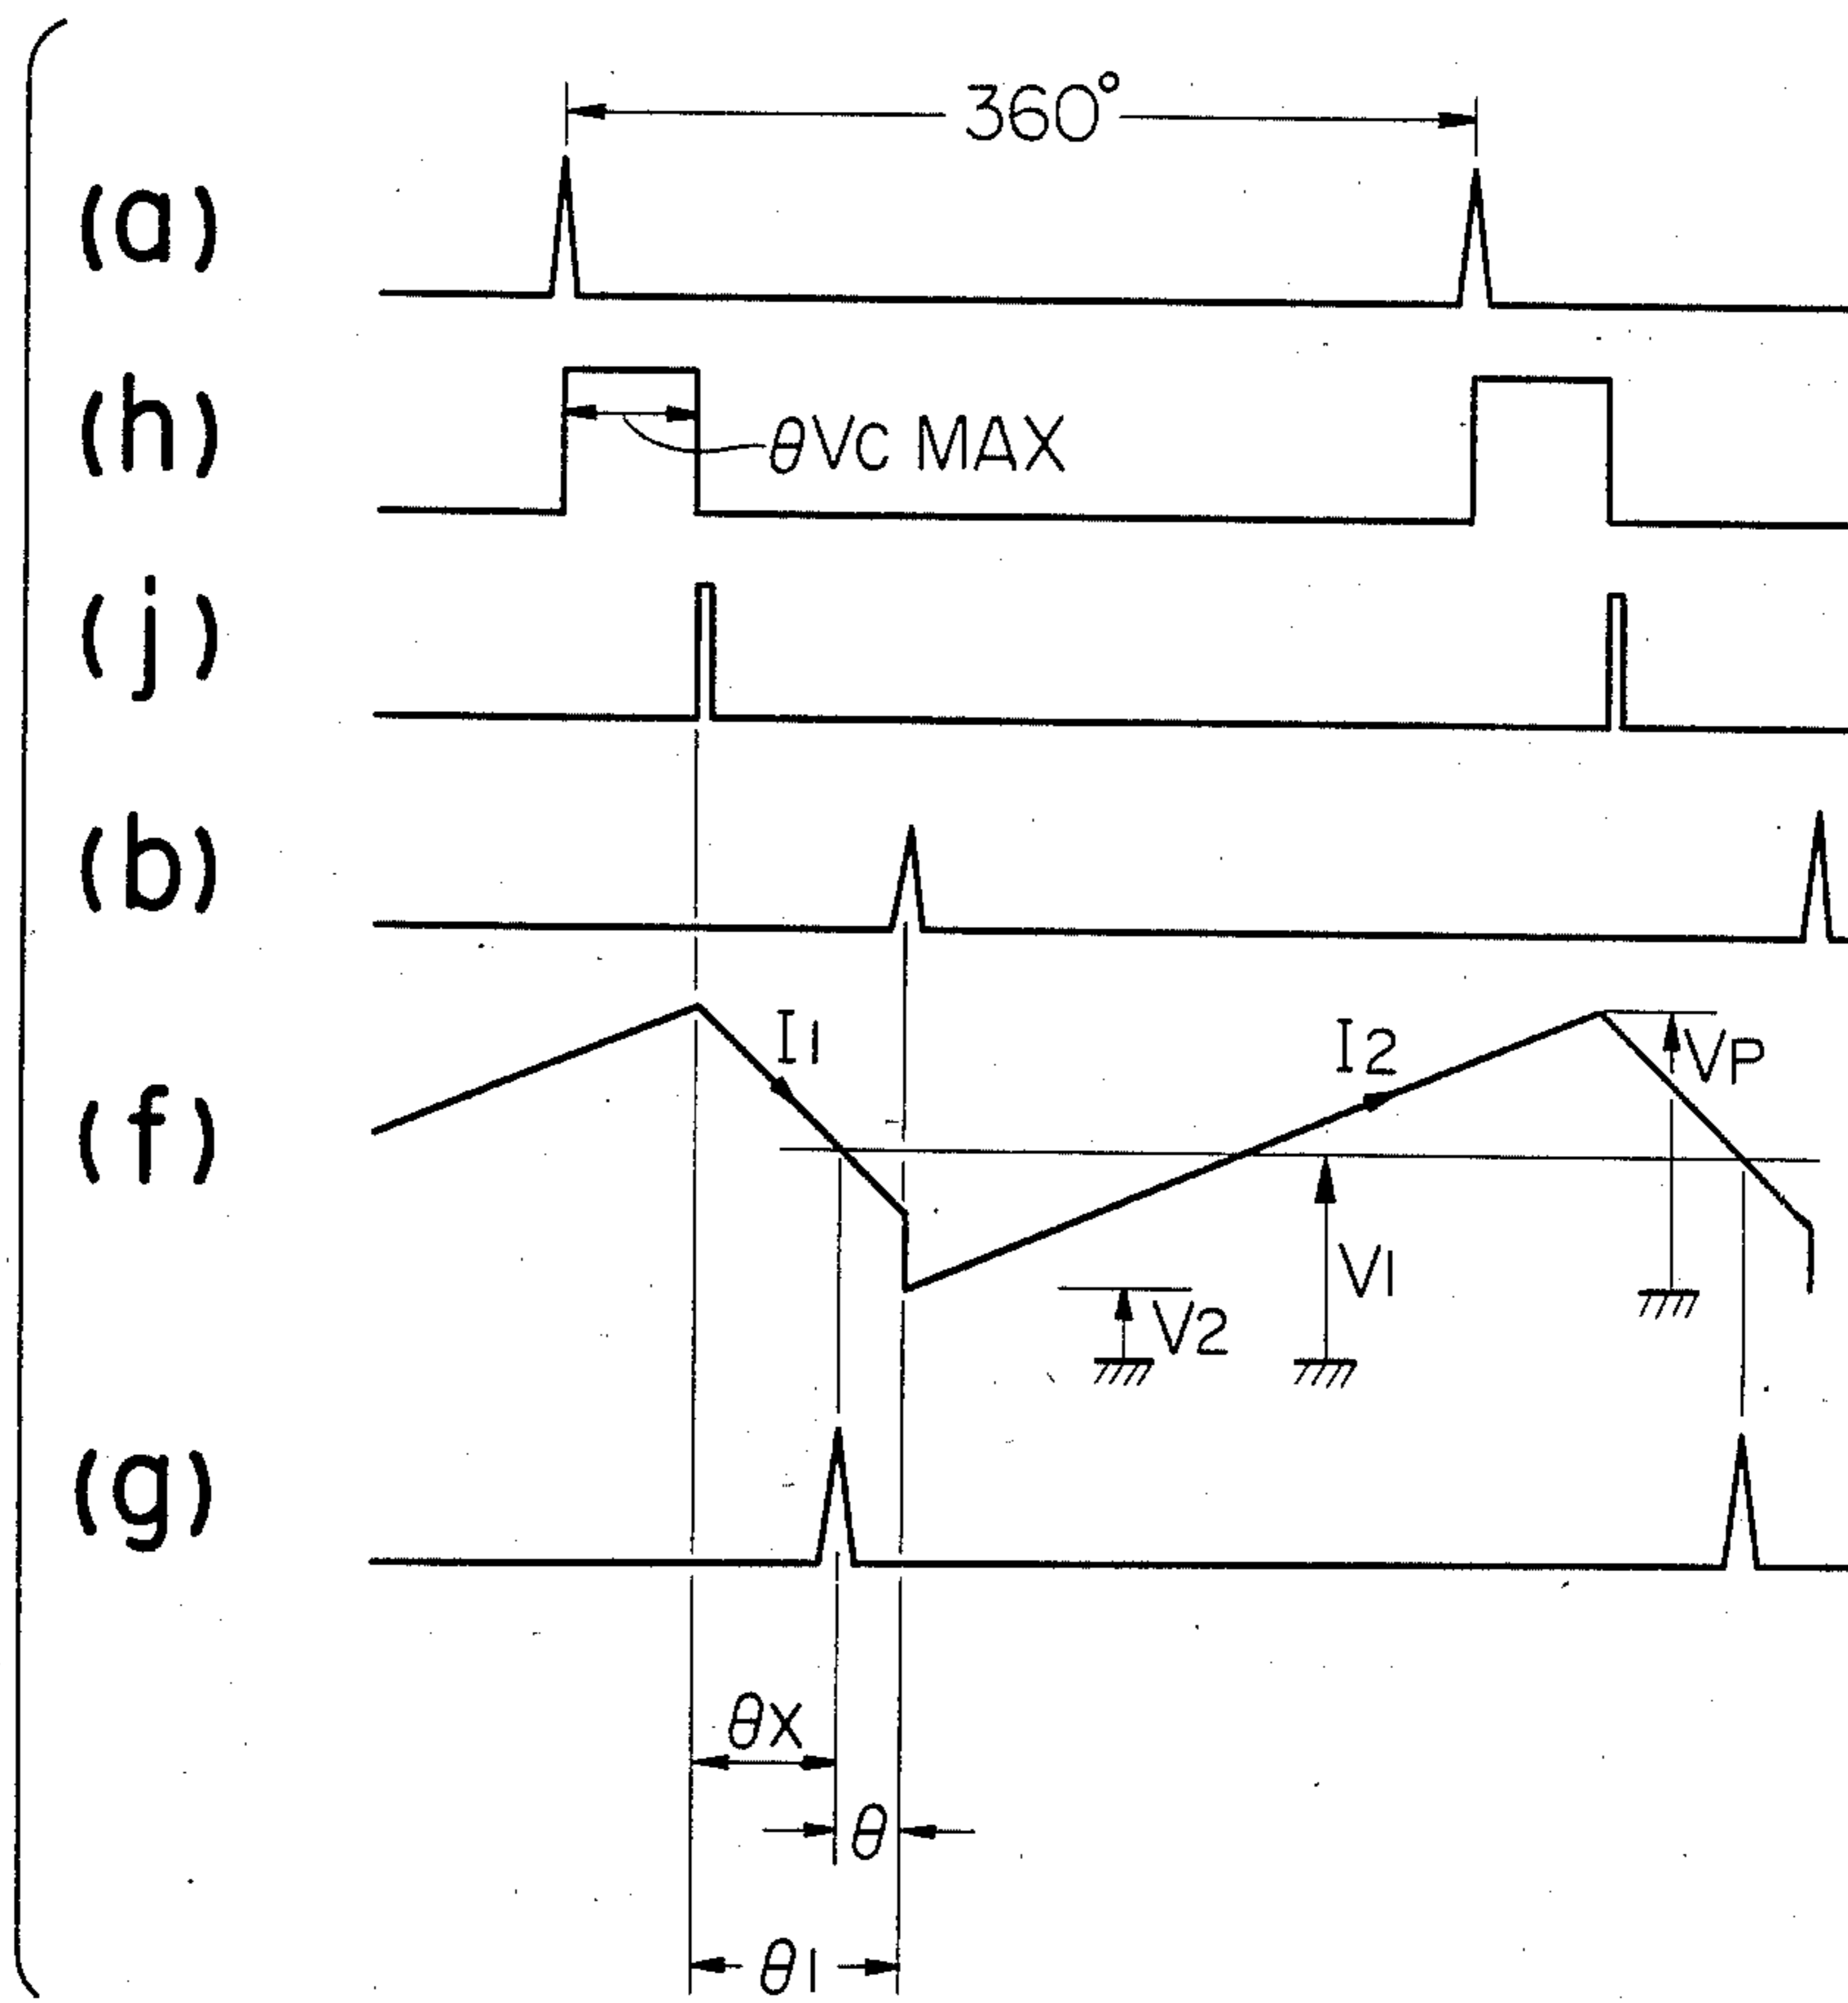 360°
(a)
(h)
θVC MAX
(j)
(b)
(f)
I1
I2
VP
V1
V2
(g)
θX
θ
θ1